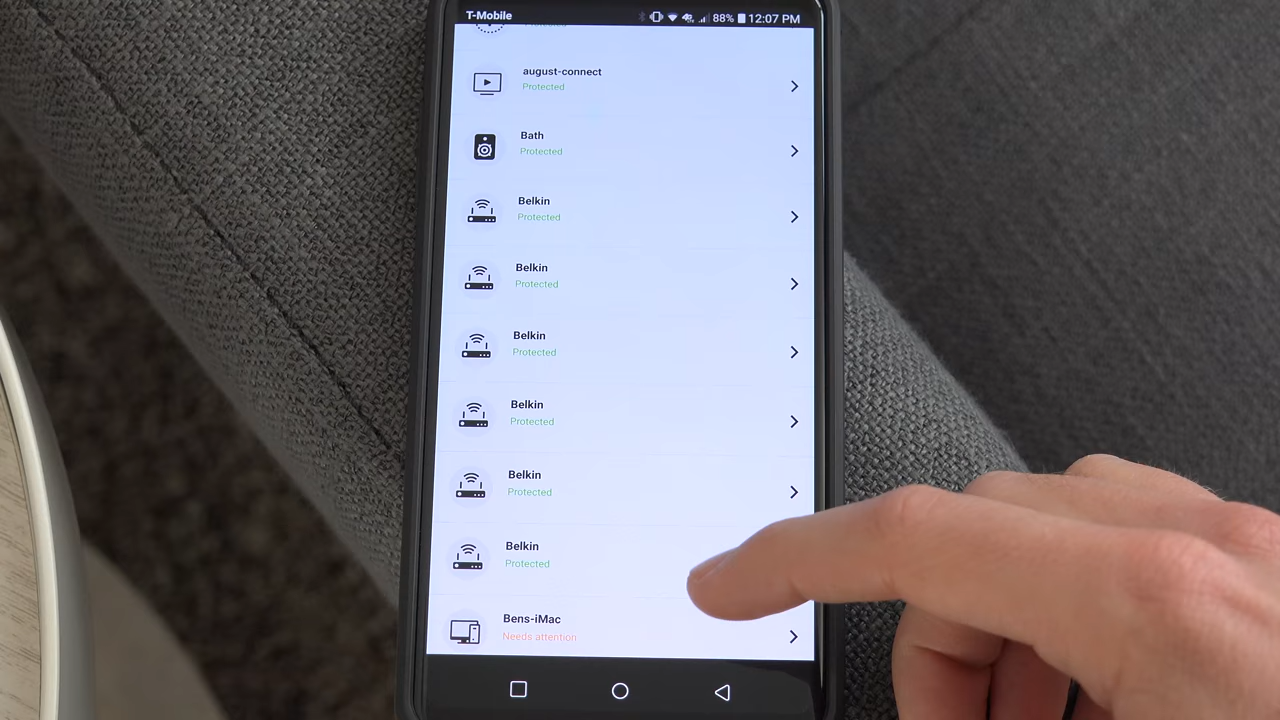 T-Mobile 88% 12:07 PM
Protected
august-connect
Protected
Bath
Protected
Belkin
Protected
Belkin
Protected
Belkin
Protected
Belkin
Protected
Belkin
Protected
Belkin
Protected
Bens-iMac
Needs attention